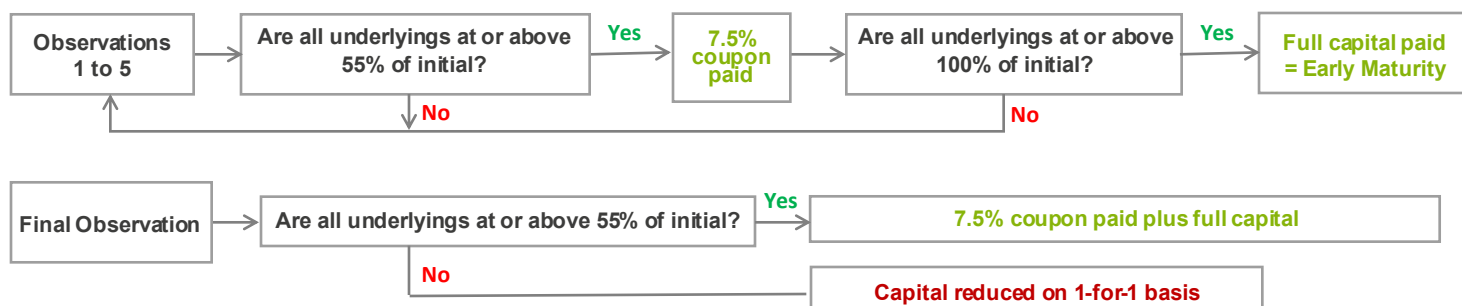 Observations
1 to 5
Are all underlyings at or above
55% of initial?
Yes
7.5%
coupon
paid
Are all underlyings at or above
100% of initial?
Yes
Full capital paid
= Early Maturity
No
No
Final Observation
Are all underlyings at or above 55% of initial?
Yes
7.5% coupon paid plus full capital
No
Capital reduced on 1-for-1 basis